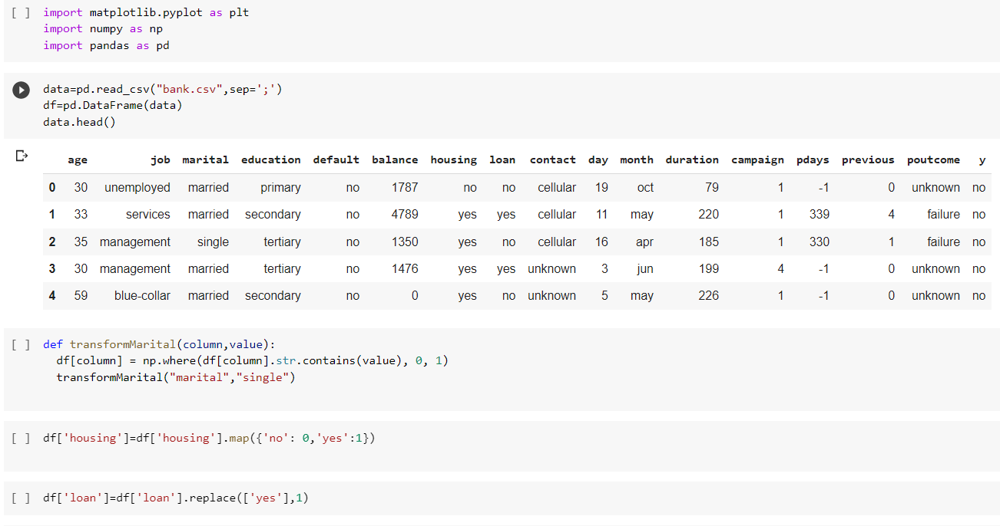 [ ] import matplotlib.pyplot as plt
import numpy as np
import pandas as pd
data=pd.read_csv("bank.csv",sep=';')
df=pd.DataFrame(data)
data.head()
age job marital education default balance housing loan contact day month duration campaign pdays previous poutcome y
0 30 unemployed married primary no 1787 no no cellular 19 oct 79 1 -1 0 unknown no
1 33 services married secondary no 4789 yes yes cellular 11 may 220 1 339 4 failure no
2 35 management single tertiary no 1350 yes no cellular 16 apr 185 1 330 1 failure no
3 30 management married tertiary no 1476 yes yes unknown 3 jun 199 4 -1 0 unknown no
4 59 blue-collar married secondary no 0 yes no unknown 5 may 226 1 -1 0 unknown no
[ ] def transformMarital(column,value):
df[column] = np.where(df[column].str.contains(value), 0, 1)
transformMarital("marital","single")
[ ] df['housing']=df['housing'].map({'no': 0,'yes':1})
[ ] df['loan']=df['loan'].replace(['yes'],1)